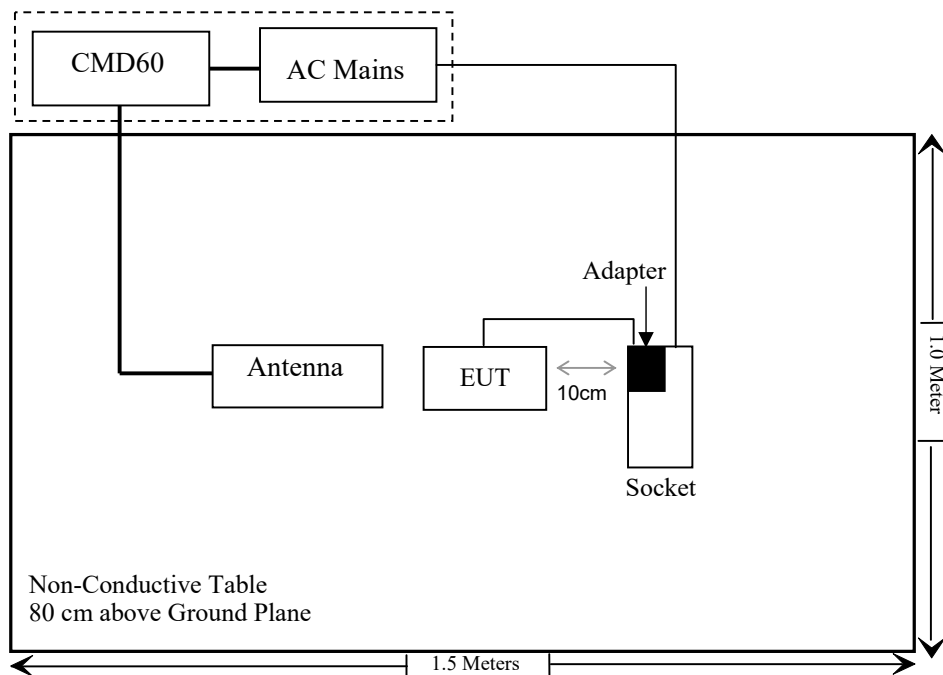 CMD60
AC Mains
Adapter
Antenna
EUT
10cm
Socket
1.0 Meter
Non-Conductive Table
80 cm above Ground Plane
1.5 Meters